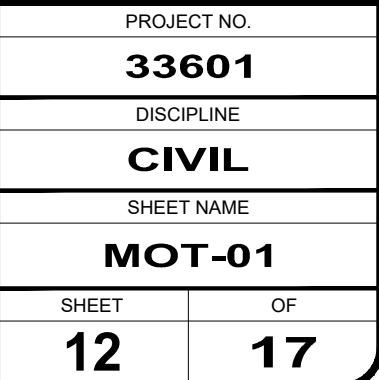 PROJECT NO.
33601
DISCIPLINE
CIVIL
SHEET NAME
MOT-01
SHEET OF
12 17